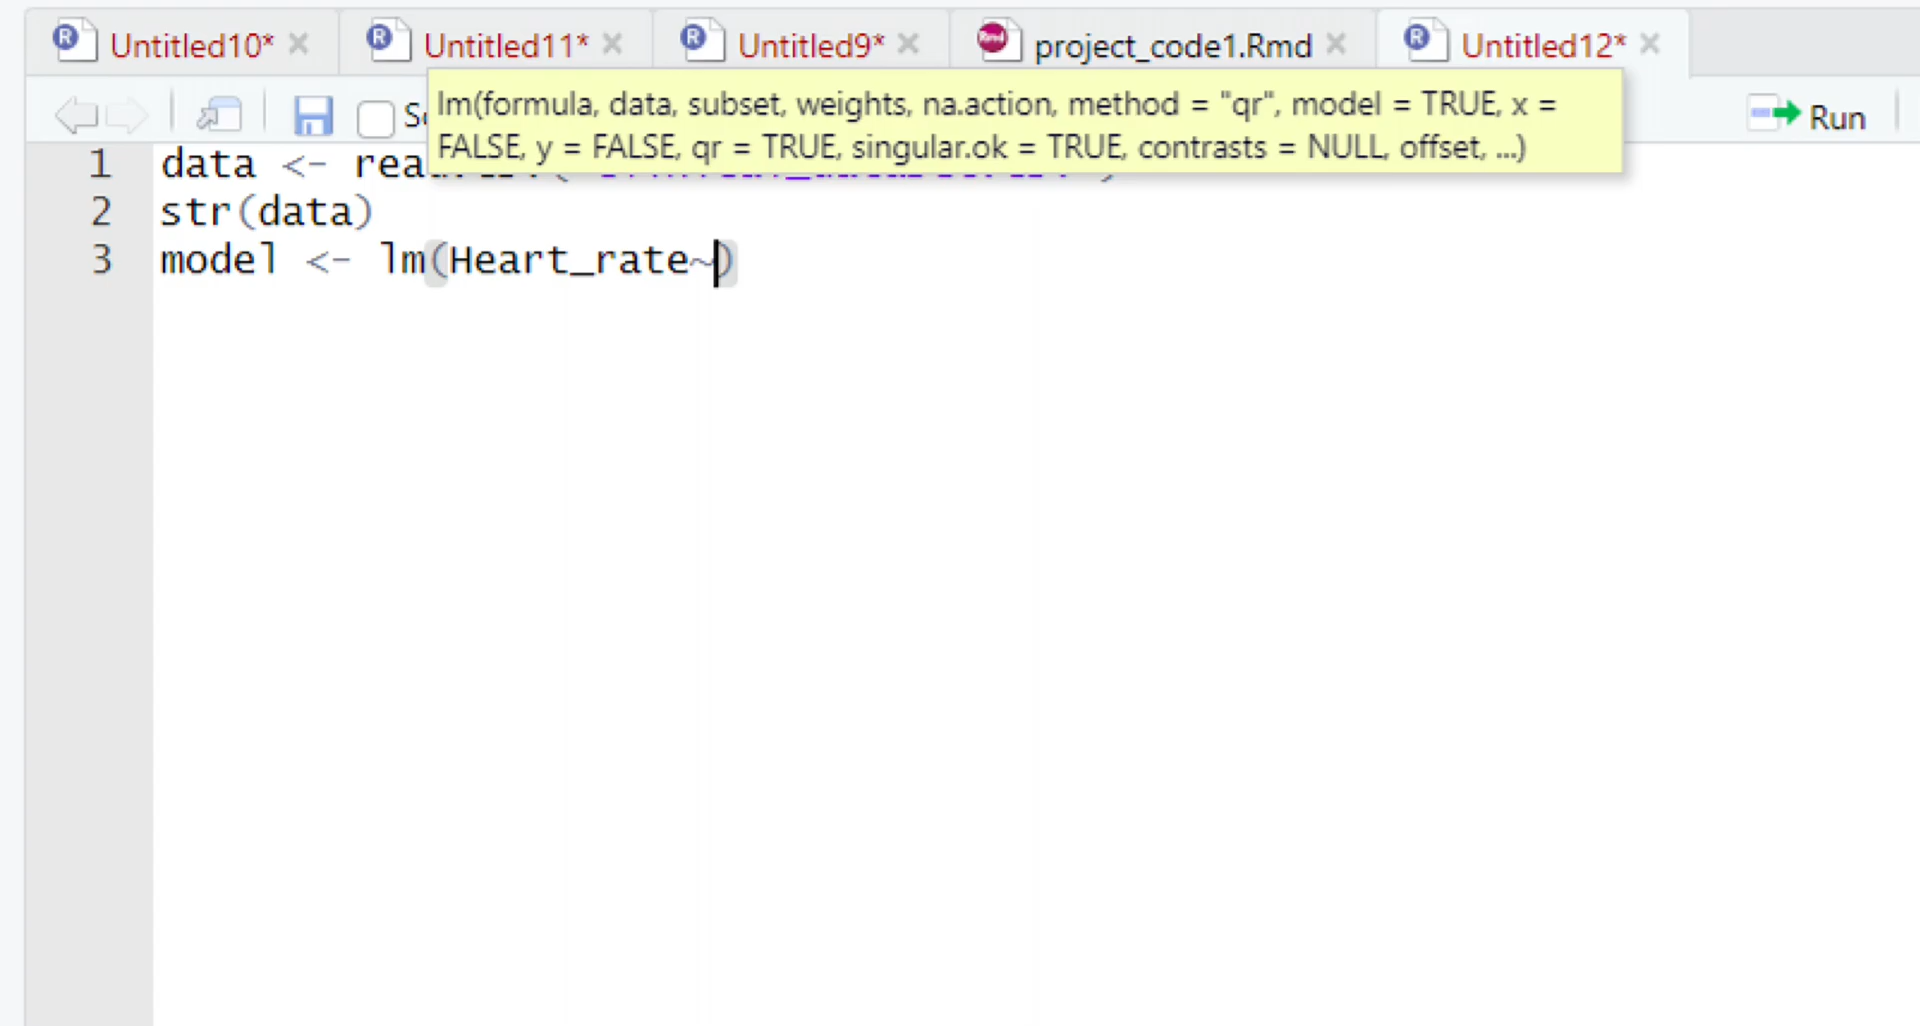 Untitled10* Untitled11* Untitled9* project_code1.Rmd Untitled12*
lm(formula, data, subset, weights, na.action, method = "qr", model = TRUE, x =
FALSE, y = FALSE, qr = TRUE, singular.ok = TRUE, contrasts = NULL, offset, ...)
Run
1 data <-
2 str(data)
3 model <- lm(Heart_rate~)